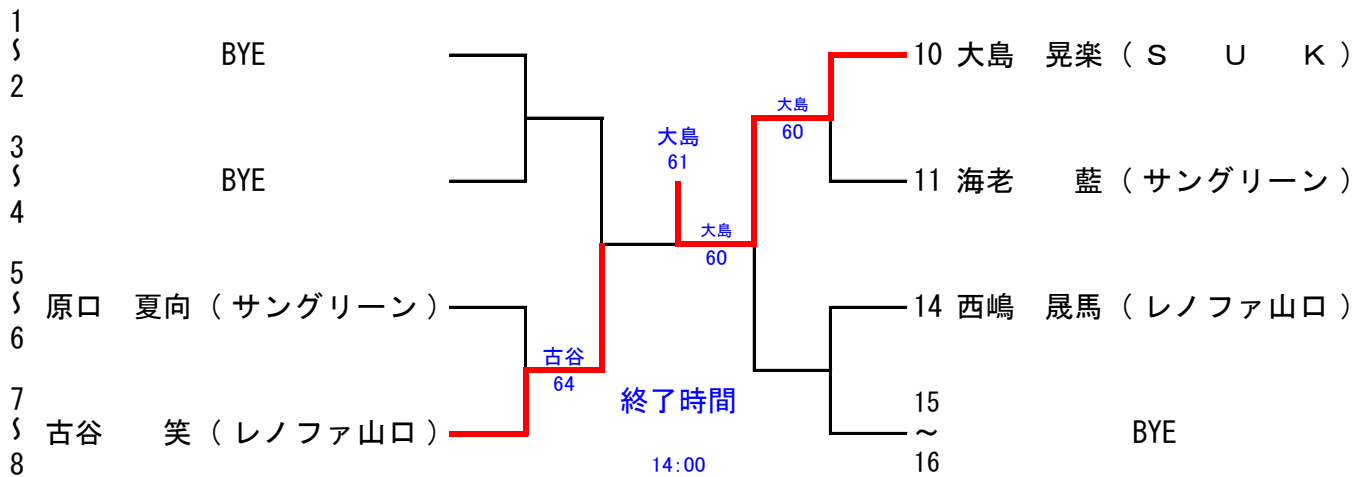 1
〜
2
BYE
3
〜
4
BYE
5
〜
6
原口　夏向（サングリーン）
7
〜
8
古谷　　笑（レノファ山口）
古谷
64
大島
61
大島
60
大島
60
終了時間
14:00
10 大島　晃楽（Ｓ　Ｕ　Ｋ）
11 海老　　藍（サングリーン）
14 西嶋　晟馬（レノファ山口）
15
～
16
BYE